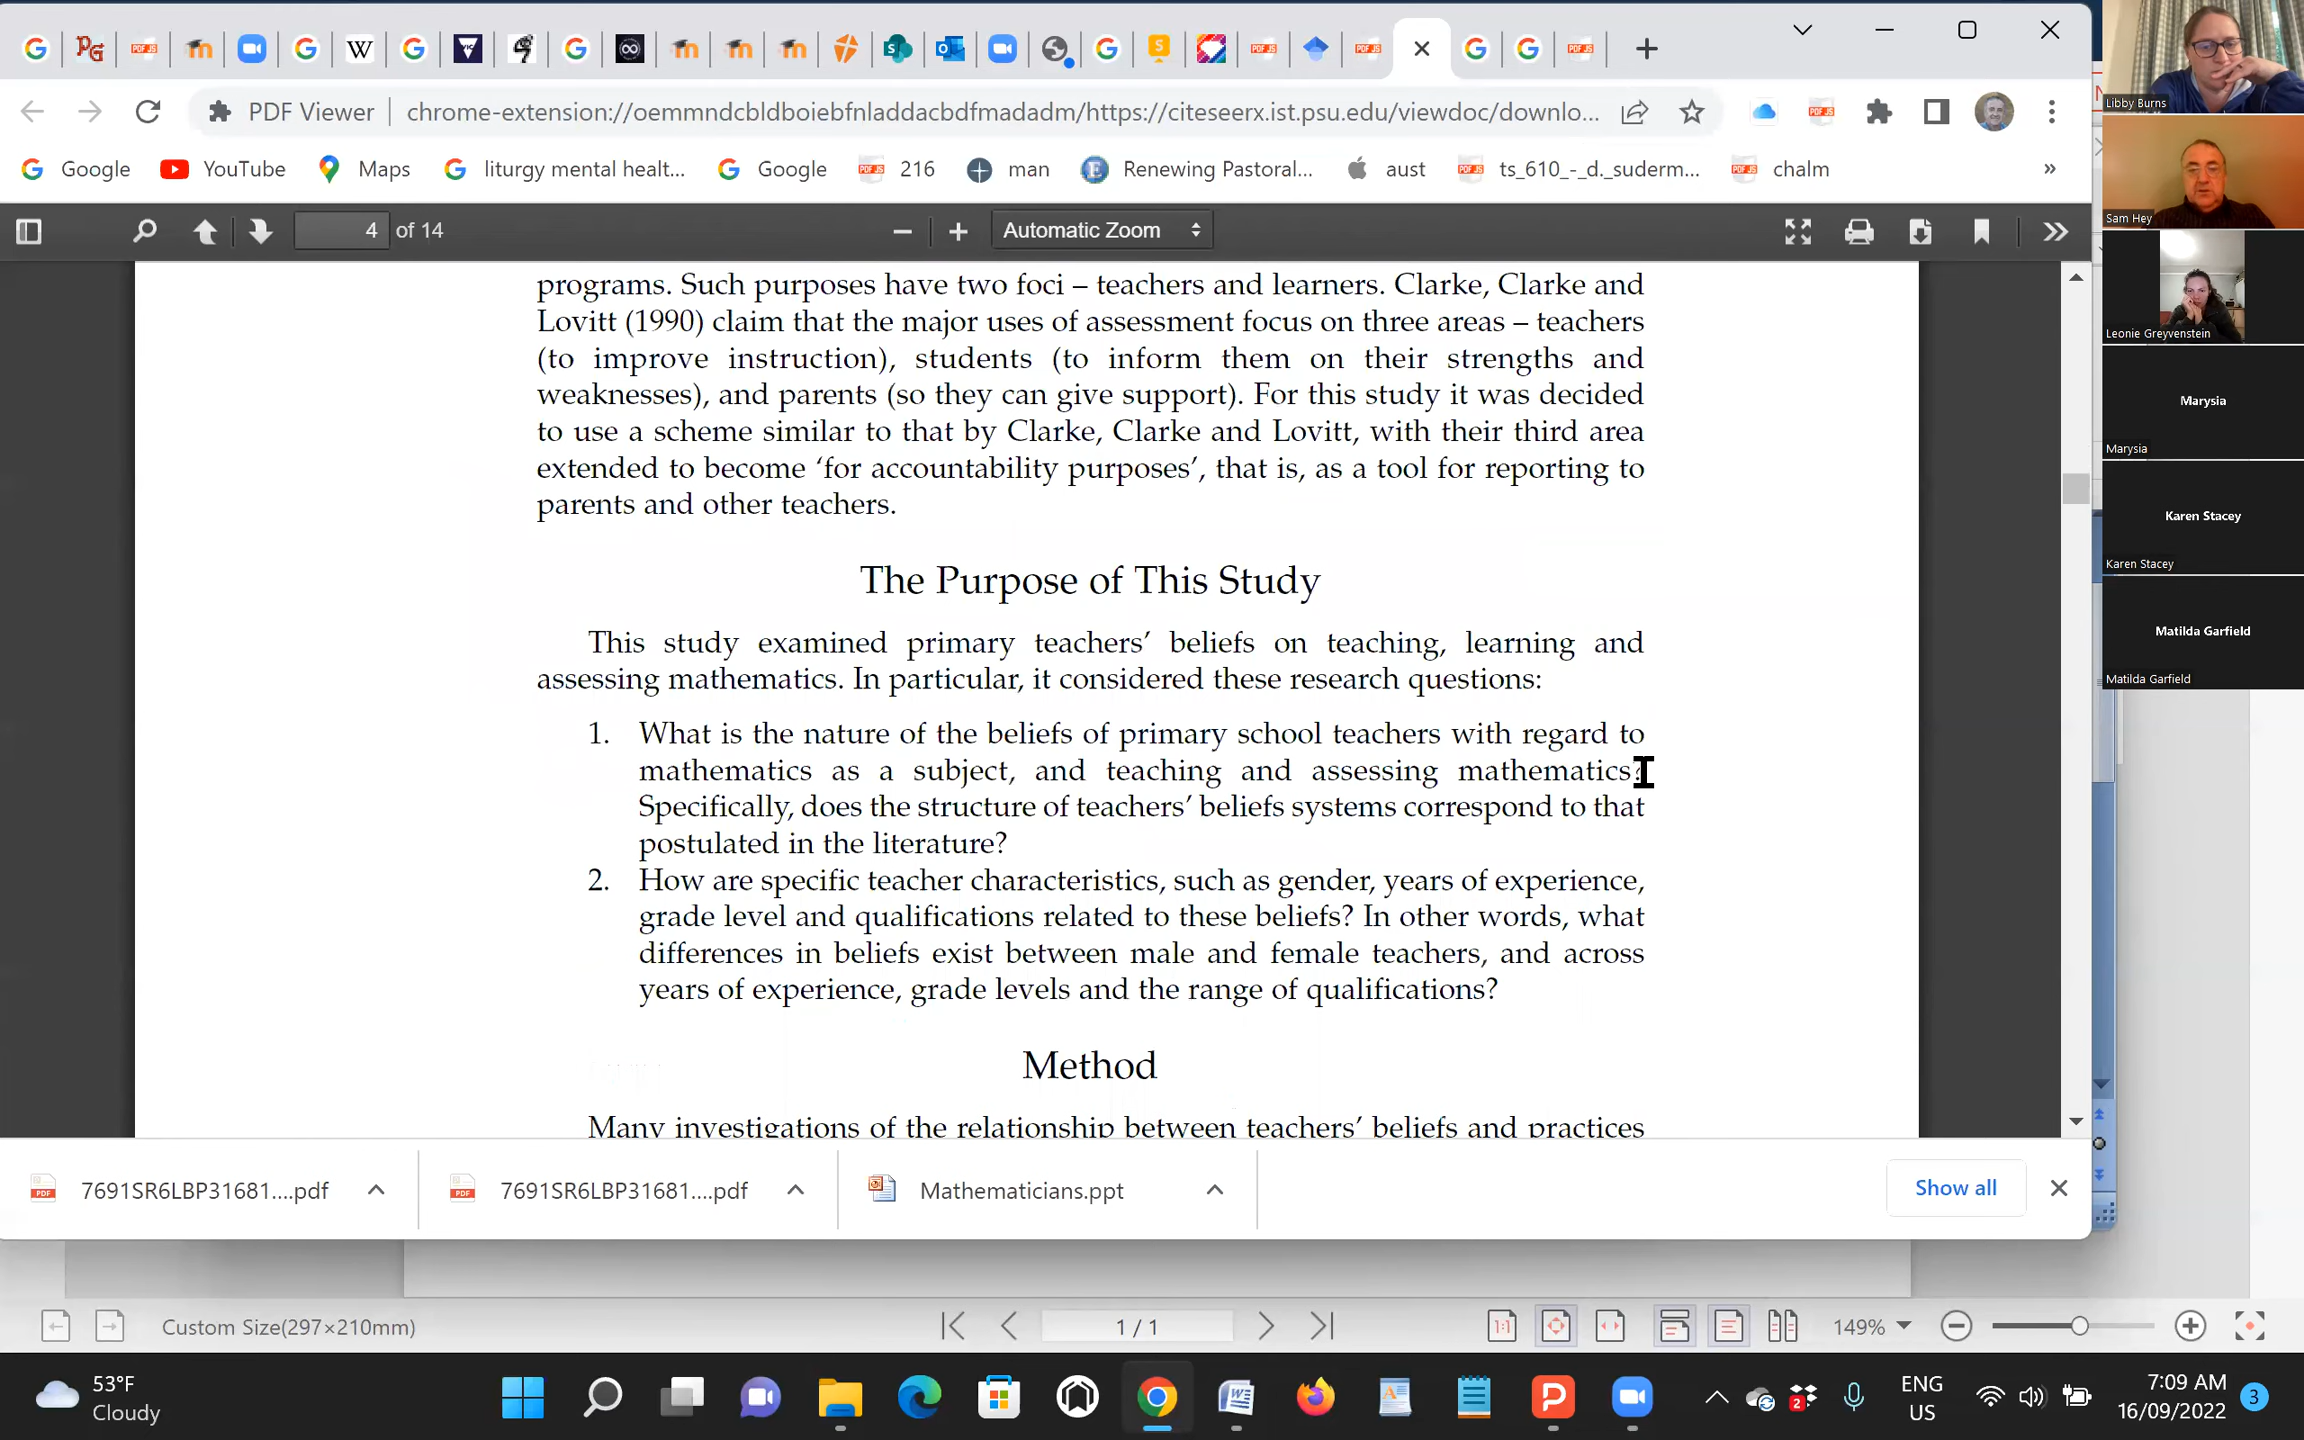 PDF Viewer
chrome-extension://oemmndcbldboiebfnladdacbdfmadadm/https://citeseerx.ist.psu.edu/viewdoc/downlo...
Google
YouTube
Maps
liturgy mental healt...
Google
216
man
Renewing Pastoral...
aust
ts_610_-_d._suderm...
chalm
»
4 of 14
Automatic Zoom
programs. Such purposes have two foci – teachers and learners. Clarke, Clarke and
Lovitt (1990) claim that the major uses of assessment focus on three areas – teachers
(to improve instruction), students (to inform them on their strengths and
weaknesses), and parents (so they can give support). For this study it was decided
to use a scheme similar to that by Clarke, Clarke and Lovitt, with their third area
extended to become ‘for accountability purposes’, that is, as a tool for reporting to
parents and other teachers.
The Purpose of This Study
This study examined primary teachers’ beliefs on teaching, learning and
assessing mathematics. In particular, it considered these research questions:
1. What is the nature of the beliefs of primary school teachers with regard to
mathematics as a subject, and teaching and assessing mathematics?
Specifically, does the structure of teachers’ beliefs systems correspond to that
postulated in the literature?
2. How are specific teacher characteristics, such as gender, years of experience,
grade level and qualifications related to these beliefs? In other words, what
differences in beliefs exist between male and female teachers, and across
years of experience, grade levels and the range of qualifications?
Method
Many investigations of the relationship between teachers’ beliefs and practices
7691SR6LBP31681....pdf
7691SR6LBP31681....pdf
Mathematicians.ppt
Show all
Custom Size(297×210mm)
1 / 1
149%
53°F
Cloudy
ENG
US
7:09 AM
16/09/2022
3
Libby Burns
Sam Hey
Leonie Greyvenstein
Marysia
Marysia
Karen Stacey
Karen Stacey
Matilda Garfield
Matilda Garfield